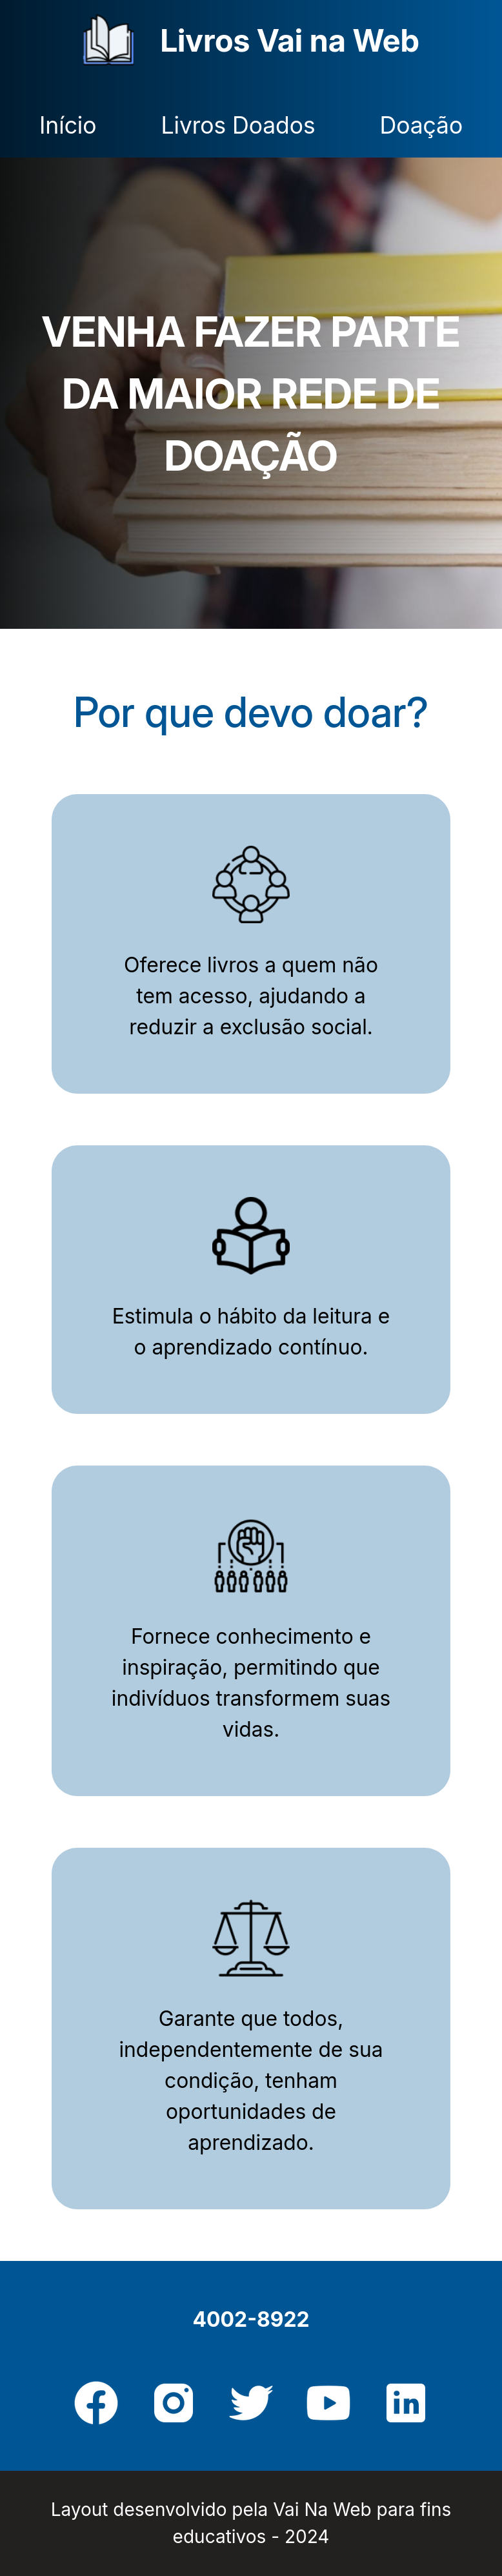 Livros Vai na Web
Início Livros Doados Doação
VENHA FAZER PARTE
DA MAIOR REDE DE
DOAÇÃO
Por que devo doar?
Oferece livros a quem não
tem acesso, ajudando a
reduzir a exclusão social.
Estimula o hábito da leitura e
o aprendizado contínuo.
Fornece conhecimento e
inspiração, permitindo que
indivíduos transformem suas
vidas.
Garante que todos,
independentemente de sua
condição, tenham
oportunidades de
aprendizado.
4002-8922
Layout desenvolvido pela Vai Na Web para fins
educativos - 2024